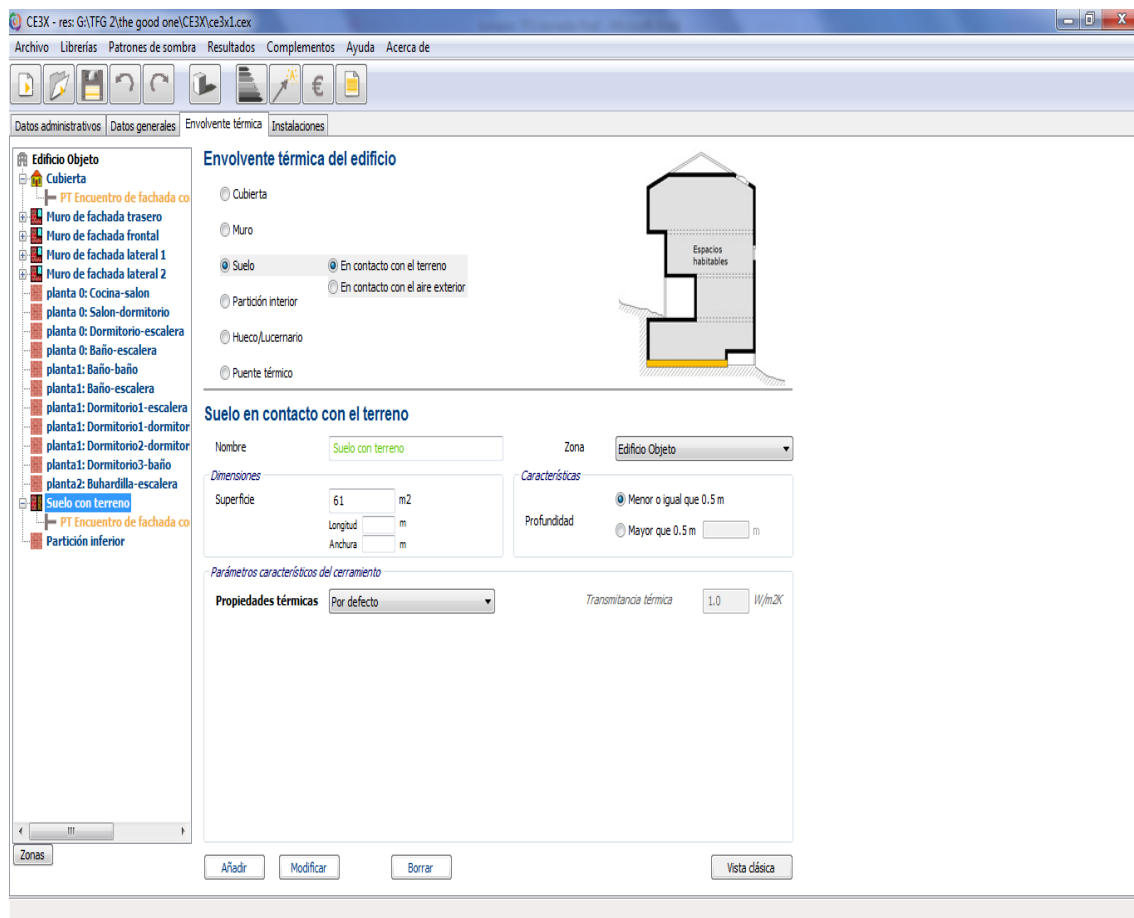 CE3X - res: G:\TFG 2\the good one\CE3X\ce3x1.cex
Archivo Librerías Patrones de sombra Resultados Complementos Ayuda Acerca de
Datos administrativos Datos generales Envolvente térmica Instalaciones
Edificio Objeto
Cubierta
PT Encuentro de fachada co
Muro de fachada trasero
Muro de fachada frontal
Muro de fachada lateral 1
Muro de fachada lateral 2
planta 0: Cocina-salon
planta 0: Salon-dormitorio
planta 0: Dormitorio-escalera
planta 0: Baño-escalera
planta1: Baño-baño
planta1: Baño-escalera
planta1: Dormitorio1-escalera
planta1: Dormitorio1-dormitor
planta1: Dormitorio2-dormitor
planta1: Dormitorio3-baño
planta2: Buhardilla-escalera
Suelo con terreno
PT Encuentro de fachada co
Partición inferior
Zonas
Envolvente térmica del edificio
Cubierta
Muro
Suelo
En contacto con el terreno
En contacto con el aire exterior
Partición interior
Hueco/Lucernario
Puente térmico
Espacios
habitables
Suelo en contacto con el terreno
Nombre Suelo con terreno Zona Edificio Objeto
Dimensiones
Superficie 61 m2
Longitud m
Anchura m
Características
Profundidad
Menor o igual que 0.5 m
Mayor que 0.5 m m
Parámetros característicos del cerramiento
Propiedades térmicas Por defecto Transmitancia térmica 1.0 W/m2K
Añadir Modificar Borrar Vista clásica